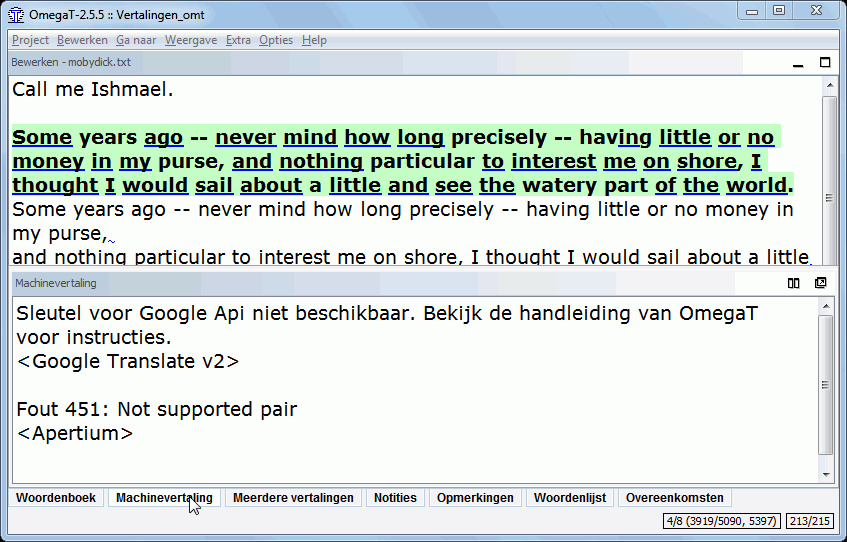 OmegaT-2.5.5 :: Vertalingen_omt
Project Bewerken Ga naar Weergave Extra Opties Help
Bewerken - mobydick.txt
Call me Ishmael.
Some years ago -- never mind how long precisely -- having little or no
money in my purse, and nothing particular to interest me on shore, I
thought I would sail about a little and see the watery part of the world.
Some years ago -- never mind how long precisely -- having little or no money in
my purse,
and nothing particular to interest me on shore, I thought I would sail about a little
Machinevertaling
Sleutel voor Google Api niet beschikbaar. Bekijk de handleiding van OmegaT
voor instructies.
<Google Translate v2>
Fout 451: Not supported pair
<Apertium>
Woordenboek Machinevertaling Meerdere vertalingen Notities Opmerkingen Woordenlijst Overeenkomsten
4/8 (3919/5090, 5397) 213/215